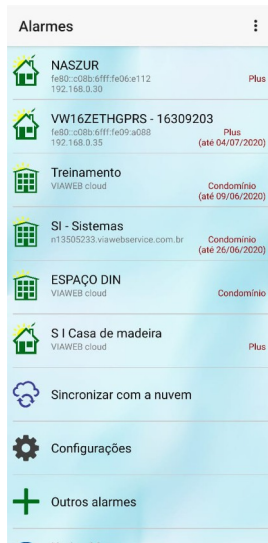 Alarmes
NASZUR
fe80::c08b:6fff:fe06:e112
192.168.0.30
Plus
VW16ZETHGPRS - 16309203
fe80::c08b:6fff:fe09:a088
192.168.0.35
Plus
(até 04/07/2020)
Treinamento
VIAWEB cloud
Condomínio
(até 09/06/2020)
SI - Sistemas
n13505233.viawebservice.com.br
Condomínio
(até 26/06/2020)
ESPAÇO DIN
VIAWEB cloud
Condomínio
S I Casa de madeira
VIAWEB cloud
Plus
Sincronizar com a nuvem
Configurações
Outros alarmes